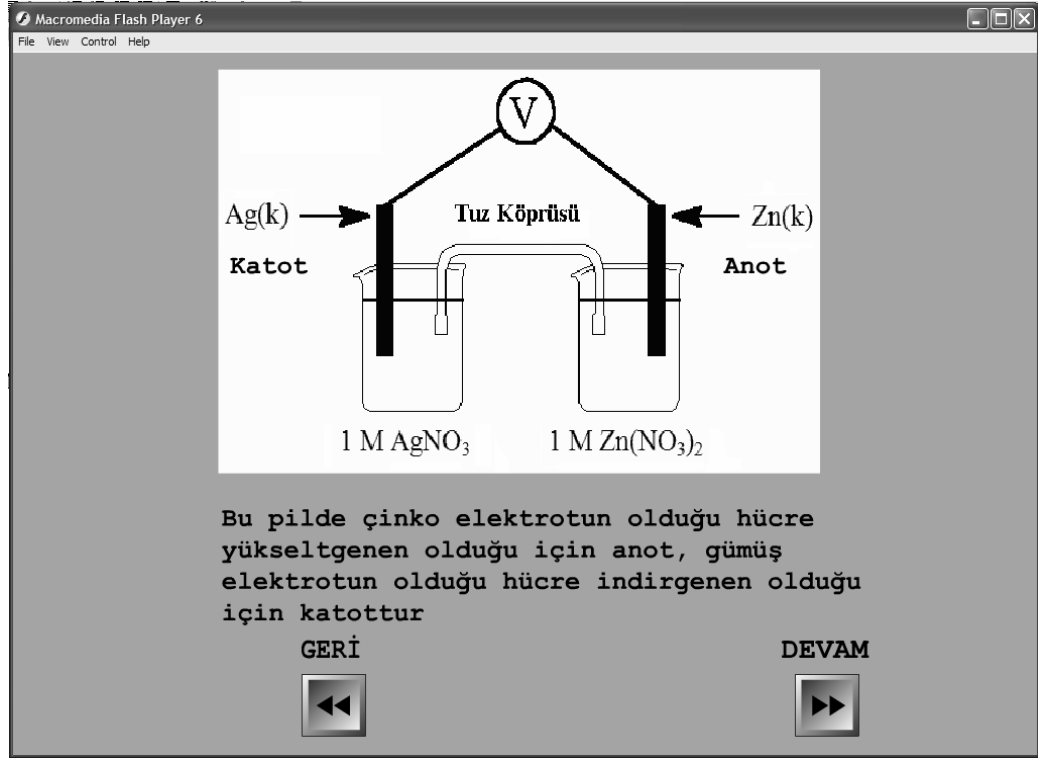 Macromedia Flash Player 6
File View Control Help
V
Ag(k)
Tuz Köprüsü
Zn(k)
Katot
Anot
1 M AgNO₃
1 M Zn(NO₃)₂
Bu pilde çinko elektrotun olduğu hücre
yükseltgenen olduğu için anot, gümüş
elektrotun olduğu hücre indirgenen olduğu
için katottur
GERİ
DEVAM